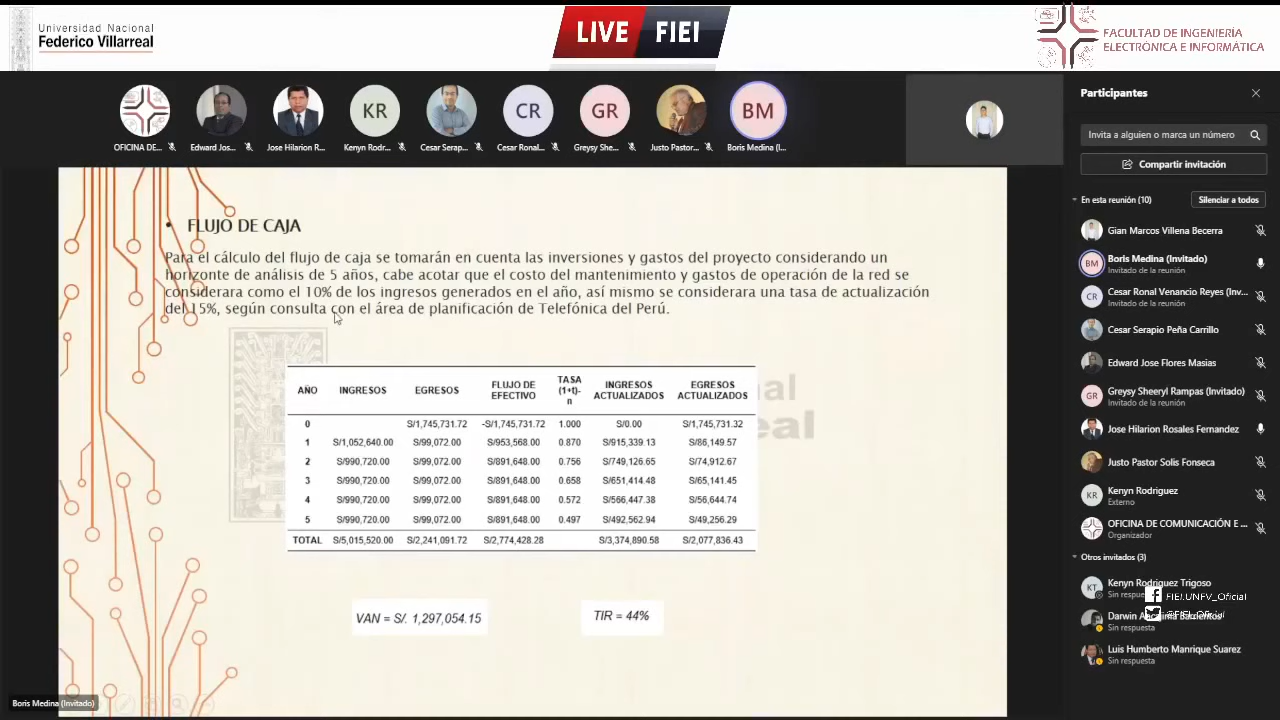 Universidad Nacional
Federico Villarreal
LIVE FIEI
FACULTAD DE INGENIERÍA
ELECTRÓNICA E INFORMÁTICA
KR
CR
GR
BM
OFICINA DE...
Edward Jos...
Jose Hilarion R...
Kenyn Rodr...
Cesar Serap...
Cesar Ronal...
Greysy She...
Justo Pastor...
Boris Medina (I...
• FLUJO DE CAJA
Para el cálculo del flujo de caja se tomarán en cuenta las inversiones y gastos del proyecto considerando un
horizonte de análisis de 5 años, cabe acotar que el costo del mantenimiento y gastos de operación de la red se
considerara como el 10% de los ingresos generados en el año, así mismo se considerara una tasa de actualización
del 15%, según consulta con el área de planificación de Telefónica del Perú.
AÑO INGRESOS EGRESOS FLUJO DE EFECTIVO TASA (1+t)-n INGRESOS ACTUALIZADOS EGRESOS ACTUALIZADOS
0 S/1,745,731.72 -S/1,745,731.72 1.000 S/0.00 S/1,745,731.32
1 S/1,052,640.00 S/99,072.00 S/953,568.00 0.870 S/915,339.13 S/86,149.57
2 S/990,720.00 S/99,072.00 S/891,648.00 0.756 S/749,126.65 S/74,912.67
3 S/990,720.00 S/99,072.00 S/891,648.00 0.658 S/651,414.48 S/65,141.45
4 S/990,720.00 S/99,072.00 S/891,648.00 0.572 S/566,447.38 S/56,644.74
5 S/990,720.00 S/99,072.00 S/891,648.00 0.497 S/492,562.94 S/49,256.29
TOTAL S/5,015,520.00 S/2,241,091.72 S/2,774,428.28 S/3,374,890.58 S/2,077,836.43
VAN = S/. 1,297,054.15
TIR = 44%
Boris Medina (Invitado)
Participantes
Invita a alguien o marca un número
Compartir invitación
En esta reunión (10)
Silenciar a todos
Gian Marcos Villena Becerra
BM
Boris Medina (Invitado)
Invitado de la reunión
CR
Cesar Ronal Venancio Reyes (Inv...
Invitado de la reunión
Cesar Serapio Peña Carrillo
Edward Jose Flores Masias
GR
Greysy Sheeryl Rampas (Invitado)
Invitado de la reunión
Jose Hilarion Rosales Fernandez
Justo Pastor Solis Fonseca
KR
Kenyn Rodriguez
Externo
OFICINA DE COMUNICACIÓN E ...
Organizador
Otros invitados (3)
KT
Kenyn Rodriguez Trigoso
Sin respuesta
FIEI.UNFV_Oficial
Darwin
Sin respuesta
@FIEI_Oficial
Luis Humberto Manrique Suarez
Sin respuesta